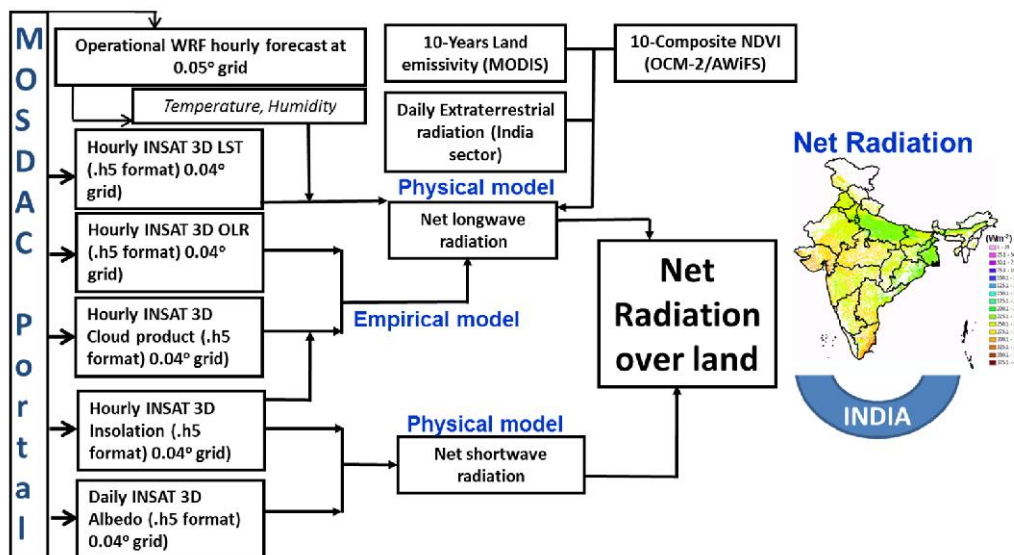 MOSDAC Portal
Operational WRF hourly forecast at
0.05° grid
Temperature, Humidity
Hourly INSAT 3D LST
(.h5 format) 0.04°
grid)
Hourly INSAT 3D OLR
(.h5 format) 0.04°
grid)
Hourly INSAT 3D
Cloud product (.h5
format) 0.04° grid)
Hourly INSAT 3D
Insolation (.h5
format) 0.04° grid)
Daily INSAT 3D
Albedo (.h5 format)
0.04° grid)
10-Years Land
emissivity (MODIS)
10-Composite NDVI
(OCM-2/AWiFS)
Daily Extraterrestrial
radiation (India
sector)
Physical model
Net longwave
radiation
Empirical model
Physical model
Net shortwave
radiation
Net
Radiation
over land
Net Radiation
INDIA